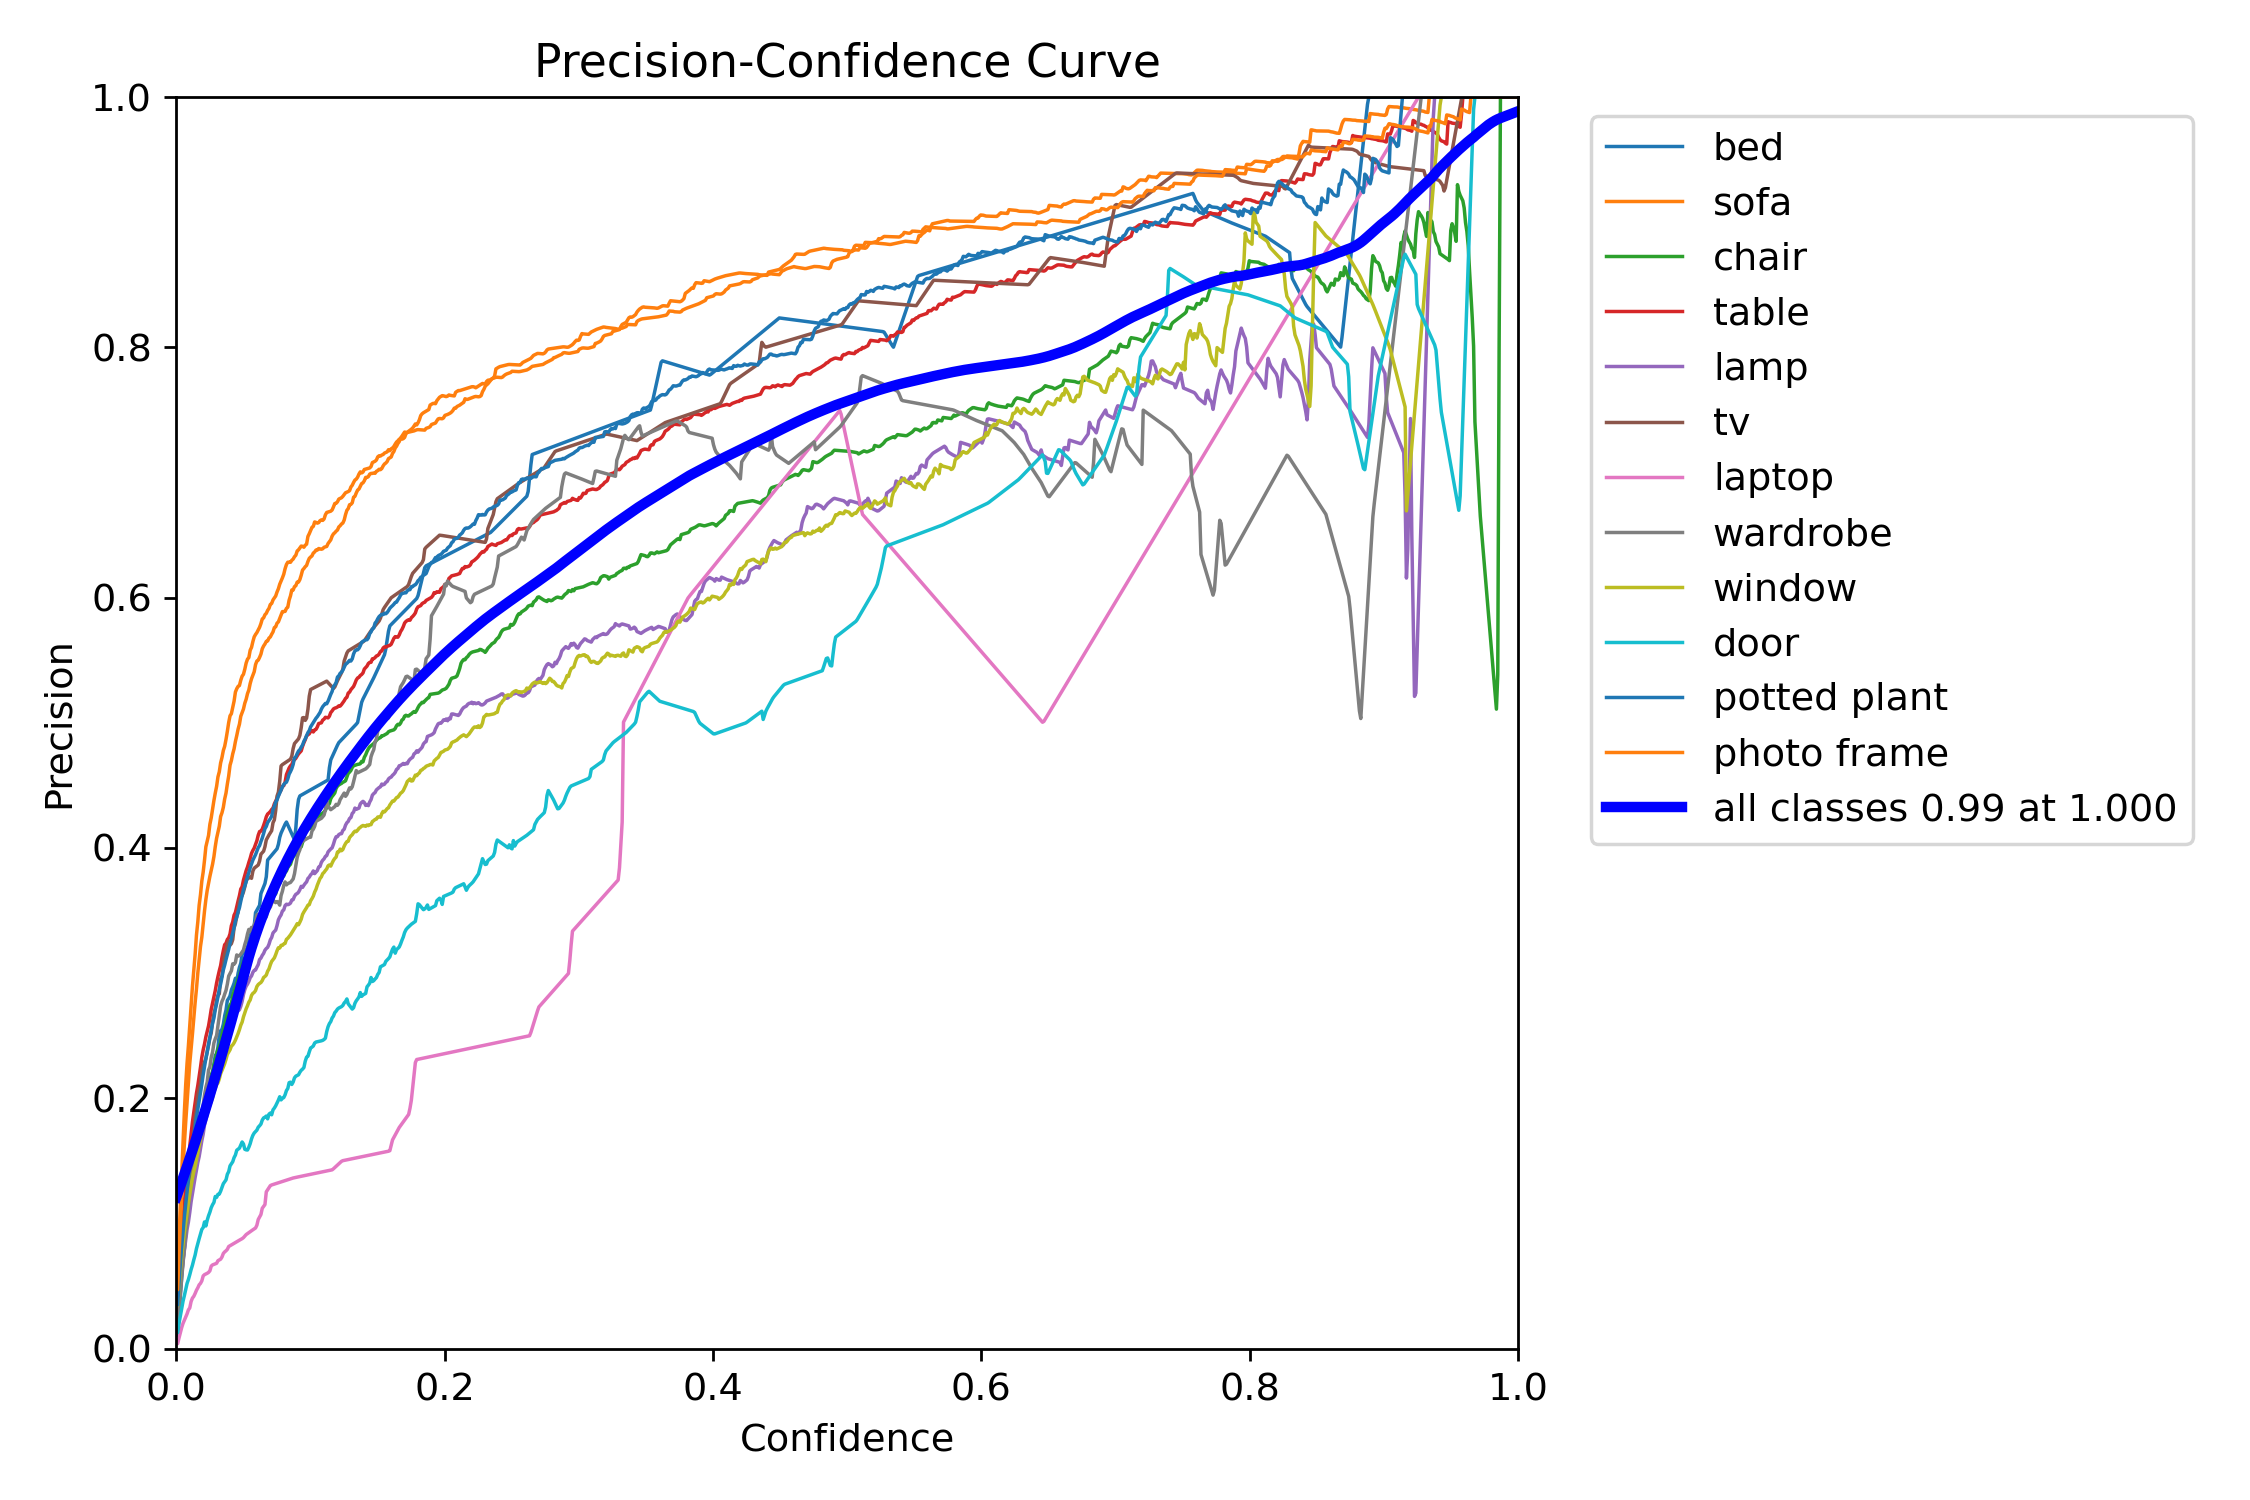 Precision-Confidence Curve
1.0
0.8
0.6
0.4
0.2
0.0
Precision
0.0 0.2 0.4 0.6 0.8 1.0
Confidence
bed
sofa
chair
table
lamp
tv
laptop
wardrobe
window
door
potted plant
photo frame
all classes 0.99 at 1.000